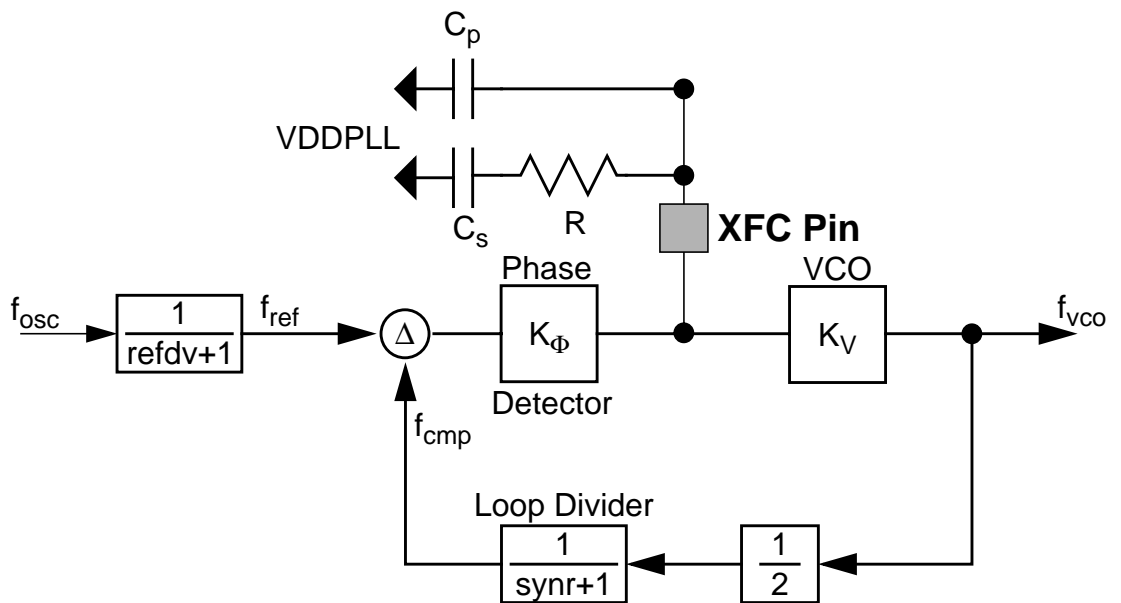 Cp
VDDPLL
Cs
R
XFC Pin
Phase
VCO
fosc
1
refdv+1
fref
Δ
KΦ
KV
fvco
Detector
fcmp
Loop Divider
1
synr+1
1
2